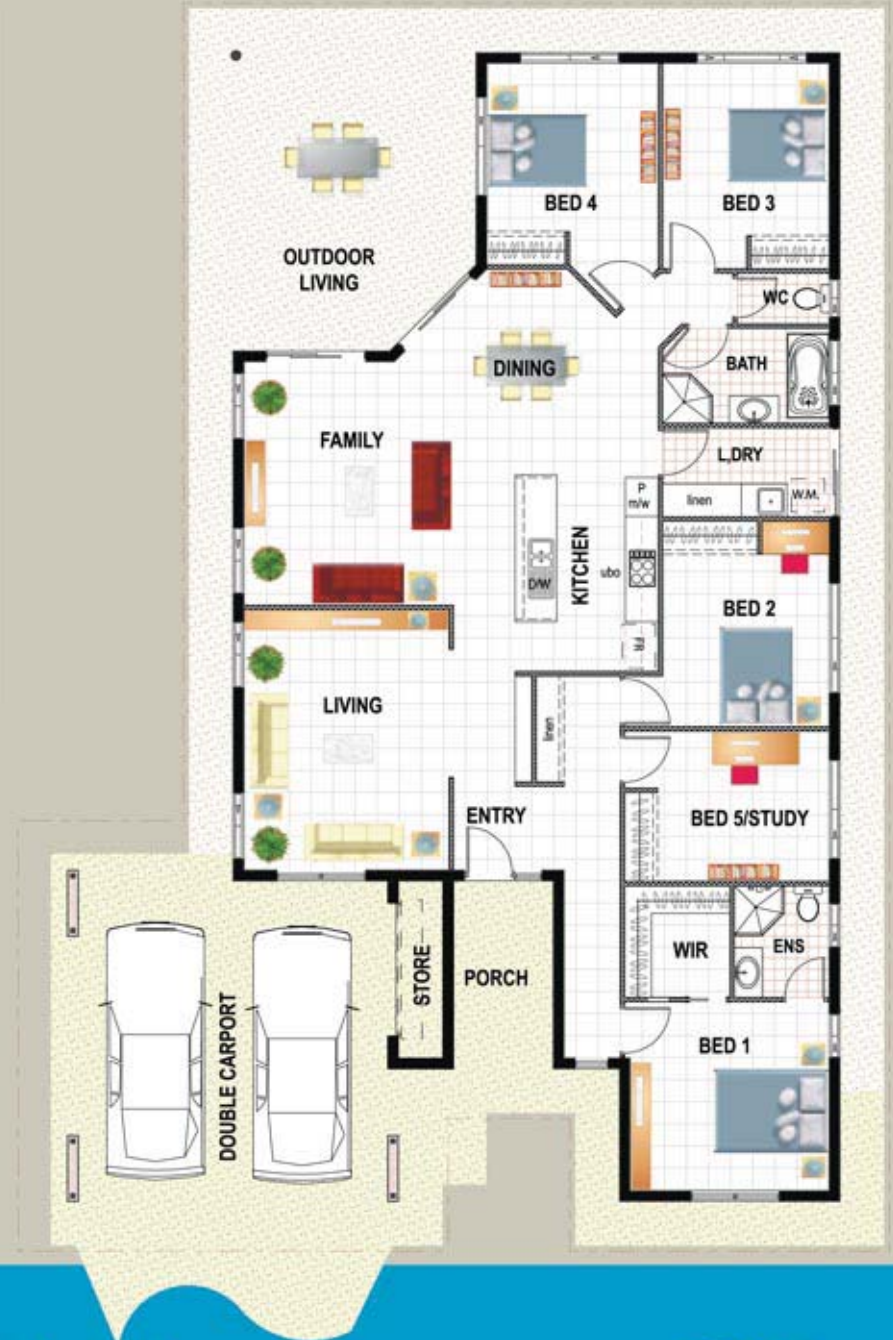 BED 4
BED 3
OUTDOOR
LIVING
WC
BATH
DINING
FAMILY
L,DRY
P
m/w
linen
W.M.
KITCHEN
ubo
D/W
BED 2
FR
LIVING
linen
ENTRY
BED 5/STUDY
STORE
PORCH
WIR
ENS
BED 1
DOUBLE CARPORT